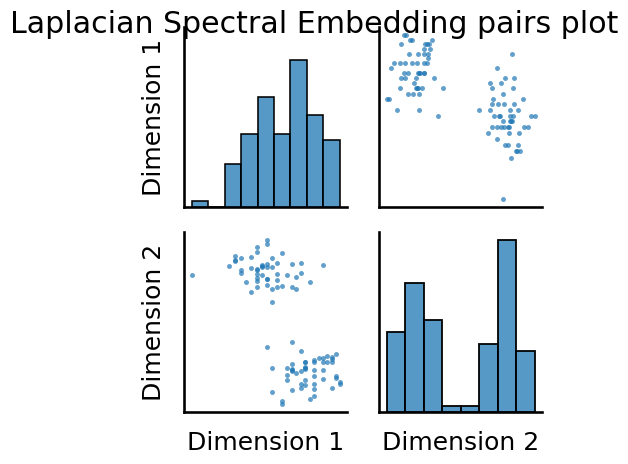 Laplacian Spectral Embedding pairs plot
Dimension 1
Dimension 2
Dimension 1
Dimension 2